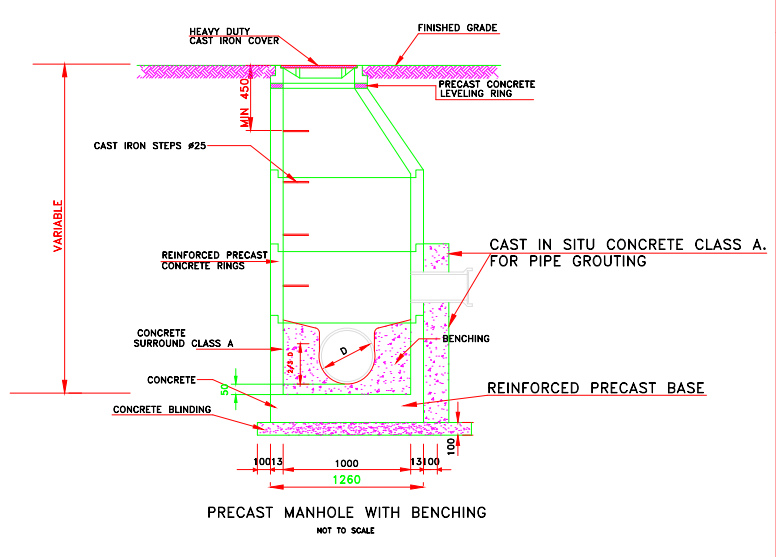 HEAVY DUTY
CAST IRON COVER
FINISHED GRADE
PRECAST CONCRETE
LEVELING RING
MIN 450
CAST IRON STEPS ø25
VARIABLE
CAST IN SITU CONCRETE CLASS A.
FOR PIPE GROUTING
REINFORCED PRECAST
CONCRETE RINGS
CONCRETE
SURROUND CLASS A
BENCHING
D
2/3 D
CONCRETE
50
REINFORCED PRECAST BASE
CONCRETE BLINDING
100
100 13 1000 13 100
1260
PRECAST MANHOLE WITH BENCHING
NOT TO SCALE